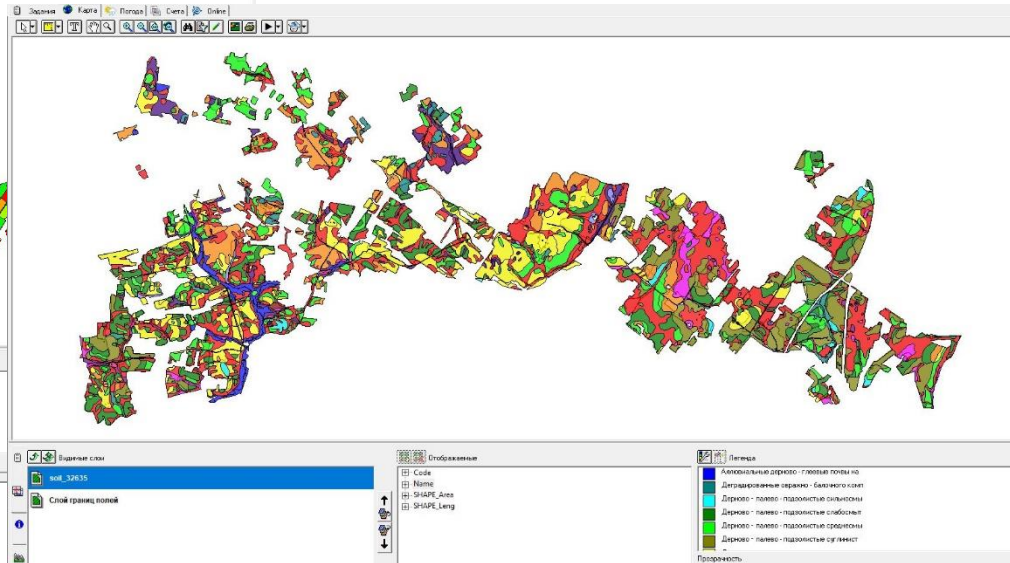 Задания Карта Погода Счета Online
T
Видимые слои
soil_32635
Слой границ полей
Отображаемые
Code
Name
SHAPE_Area
SHAPE_Leng
Легенда
Аллювиальные дерново - глеевые почвы на
Деградированные овражно - балочного комп
Дерново - палево - подзолистые сильносмы
Дерново - палево - подзолистые слабосмыт
Дерново - палево - подзолистые среднесмы
Дерново - палево - подзолистые суглинист
Прозрачность